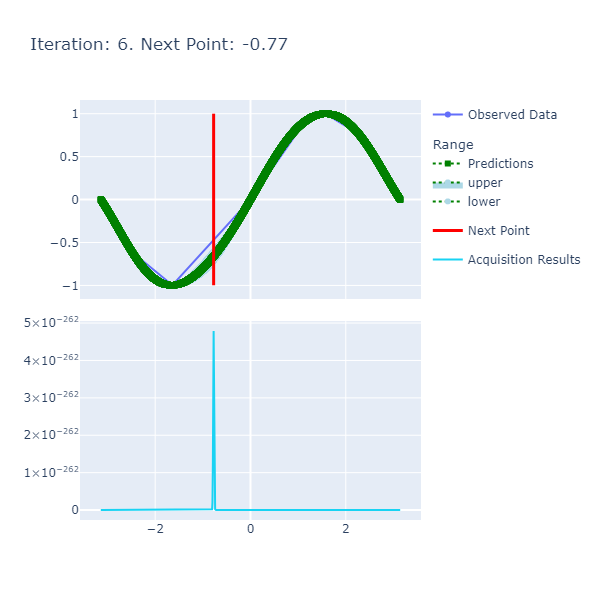 Iteration: 6. Next Point: -0.77
1
0.5
0
−0.5
−1
Observed Data
Range
Predictions
upper
lower
Next Point
Acquisition Results
5×10⁻²⁶²
4×10⁻²⁶²
3×10⁻²⁶²
2×10⁻²⁶²
1×10⁻²⁶²
0
−2
0
2